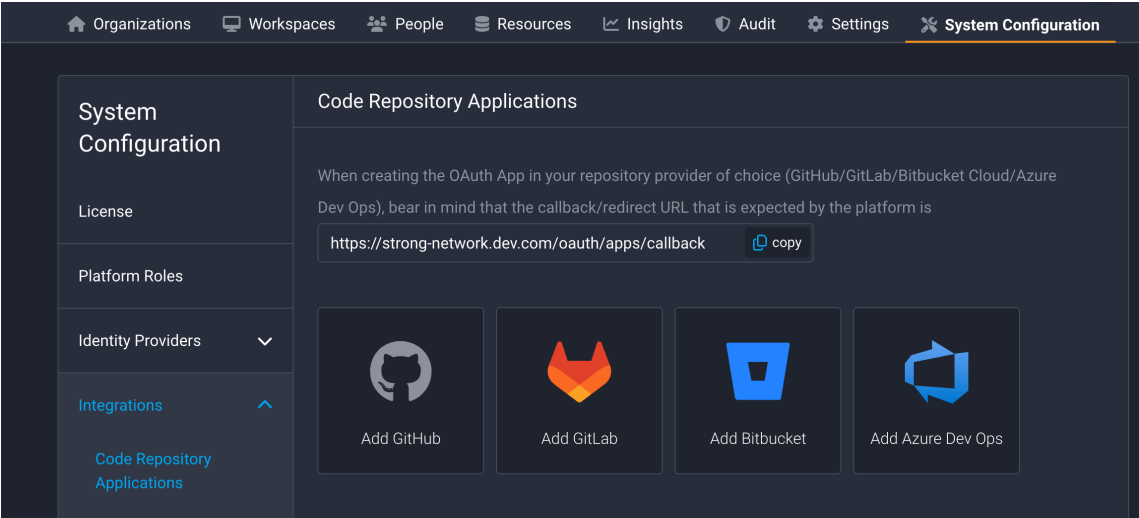 Organizations Workspaces People Resources Insights Audit Settings System Configuration
System
Configuration
License
Platform Roles
Identity Providers
Integrations
Code Repository
Applications
Code Repository Applications
When creating the OAuth App in your repository provider of choice (GitHub/GitLab/Bitbucket Cloud/Azure
Dev Ops), bear in mind that the callback/redirect URL that is expected by the platform is
https://strong-network.dev.com/oauth/apps/callback copy
Add GitHub Add GitLab Add Bitbucket Add Azure Dev Ops